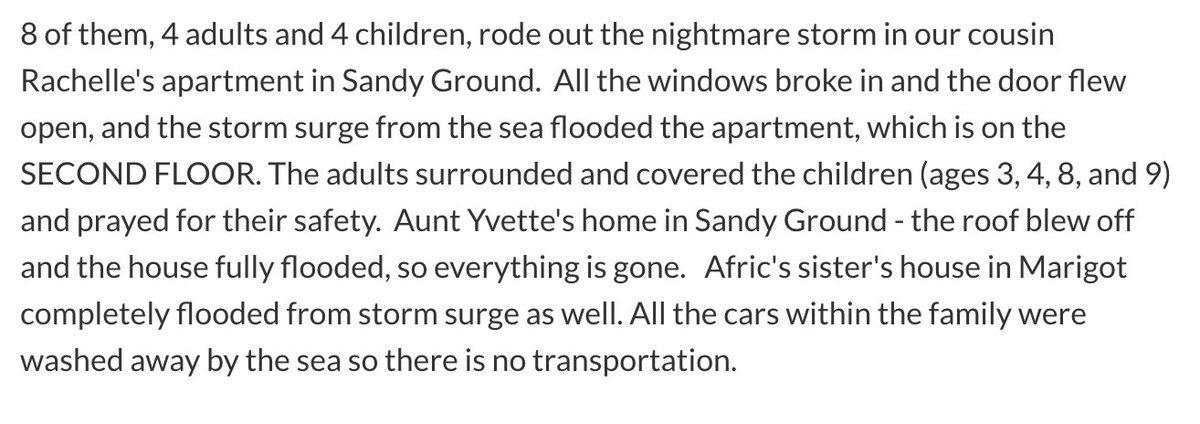 8 of them, 4 adults and 4 children, rode out the nightmare storm in our cousin
Rachelle's apartment in Sandy Ground.  All the windows broke in and the door flew
open, and the storm surge from the sea flooded the apartment, which is on the
SECOND FLOOR. The adults surrounded and covered the children (ages 3, 4, 8, and 9)
and prayed for their safety.  Aunt Yvette's home in Sandy Ground - the roof blew off
and the house fully flooded, so everything is gone.   Afric's sister's house in Marigot
completely flooded from storm surge as well. All the cars within the family were
washed away by the sea so there is no transportation.